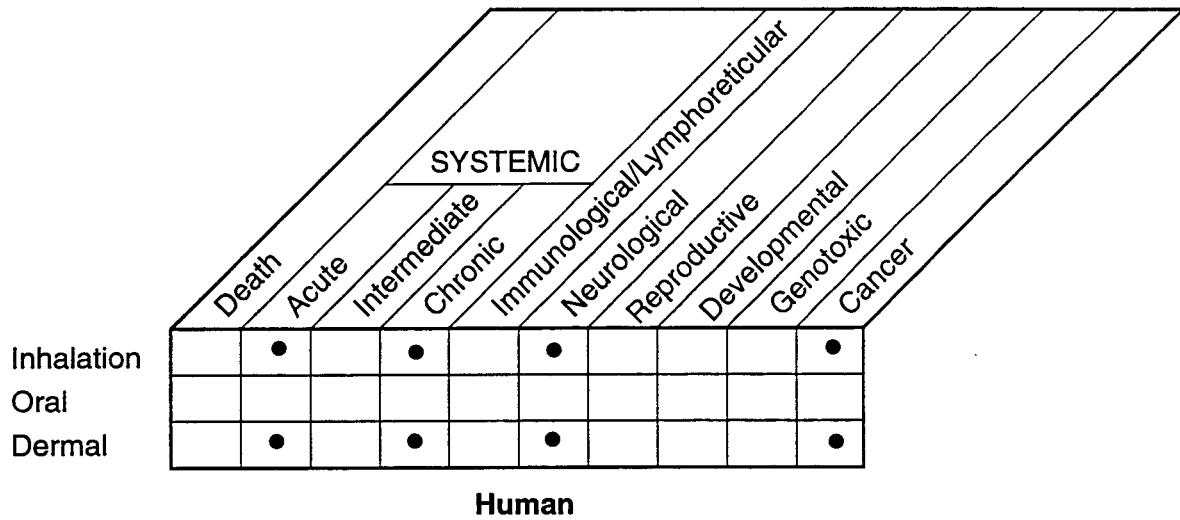 SYSTEMIC
Death
Acute
Intermediate
Chronic
Immunological/Lymphoreticular
Neurological
Reproductive
Developmental
Genotoxic
Cancer
Inhalation
Oral
Dermal
Human